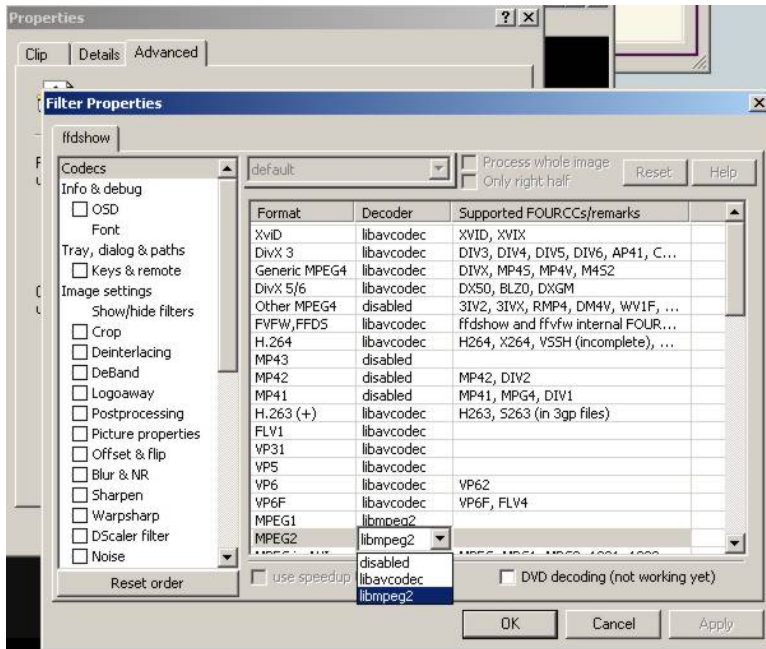 Properties
Clip Details Advanced
Filter Properties
ffdshow
Codecs
Info & debug
OSD
Font
Tray, dialog & paths
Keys & remote
Image settings
Show/hide filters
Crop
Deinterlacing
DeBand
Logoaway
Postprocessing
Picture properties
Offset & flip
Blur & NR
Sharpen
Warpsharp
DScaler filter
Noise
Reset order
default
Process whole image
Only right half
Reset Help
Format Decoder Supported FOURCCs/remarks
XviD libavcodec XVID, XVIX
DivX 3 libavcodec DIV3, DIV4, DIV5, DIV6, AP41, C...
Generic MPEG4 libavcodec DIVX, MP4S, MP4V, M4S2
DivX 5/6 libavcodec DX50, BLZ0, DXGM
Other MPEG4 disabled 3IV2, 3IVX, RMP4, DM4V, WV1F, ...
FVFW,FFDS libavcodec ffdshow and ffvfw internal FOUR...
H.264 libavcodec H264, X264, VSSH (incomplete), ...
MP43 disabled
MP42 disabled MP42, DIV2
MP41 disabled MP41, MPG4, DIV1
H.263 (+) libavcodec H263, S263 (in 3gp files)
FLV1 libavcodec
VP31 libavcodec
VP5 libavcodec
VP6 libavcodec VP62
VP6F libavcodec VP6F, FLV4
MPEG1 libmpeg2
MPEG2 libmpeg2
disabled
libavcodec
libmpeg2
use speedup
DVD decoding (not working yet)
OK Cancel Apply